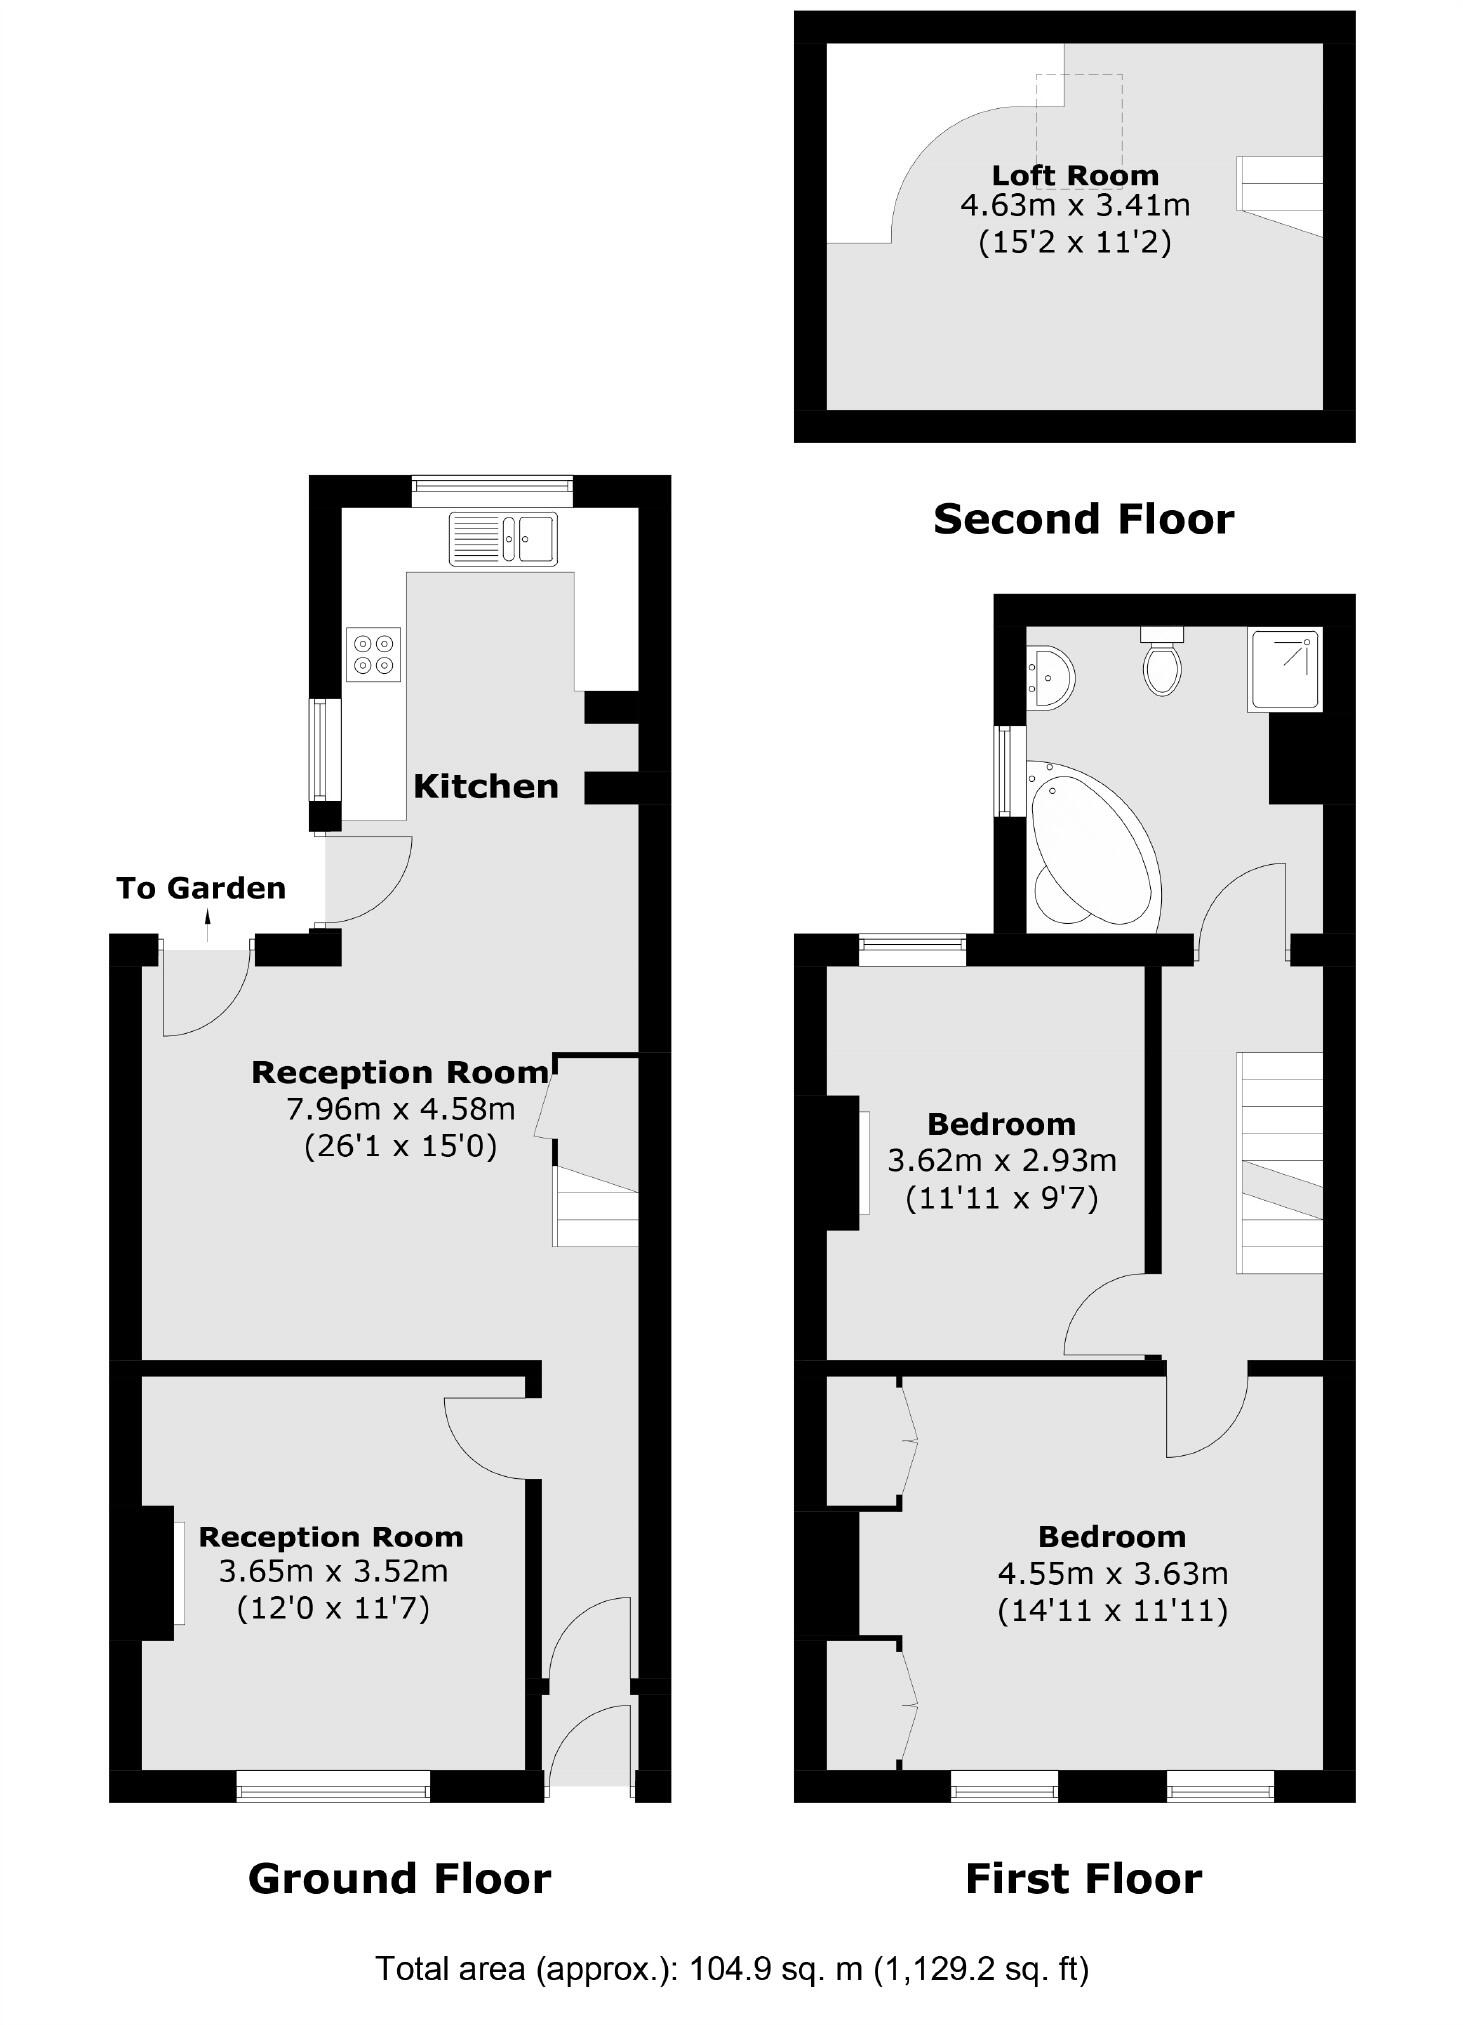 Loft Room
4.63m x 3.41m
(15'2 x 11'2)
Second Floor
Kitchen
To Garden
Reception Room
7.96m x 4.58m
(26'1 x 15'0)
Reception Room
3.65m x 3.52m
(12'0 x 11'7)
Ground Floor
Bedroom
3.62m x 2.93m
(11'11 x 9'7)
Bedroom
4.55m x 3.63m
(14'11 x 11'11)
First Floor
Total area (approx.): 104.9 sq. m (1,129.2 sq. ft)